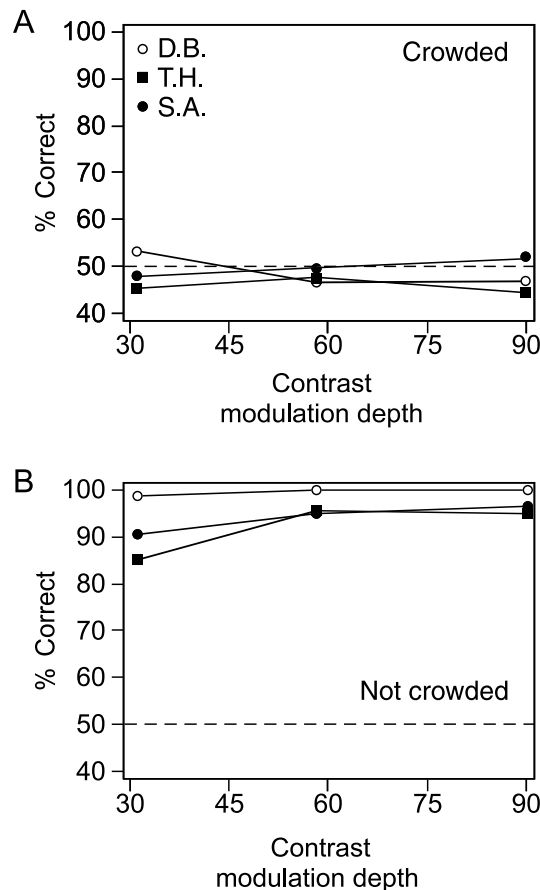 A
100
90
80
70
60
50
40
% Correct
D.B.
T.H.
S.A.
Crowded
30
45
60
75
90
Contrast
modulation depth
B
100
90
80
70
60
50
40
% Correct
Not crowded
30
45
60
75
90
Contrast
modulation depth